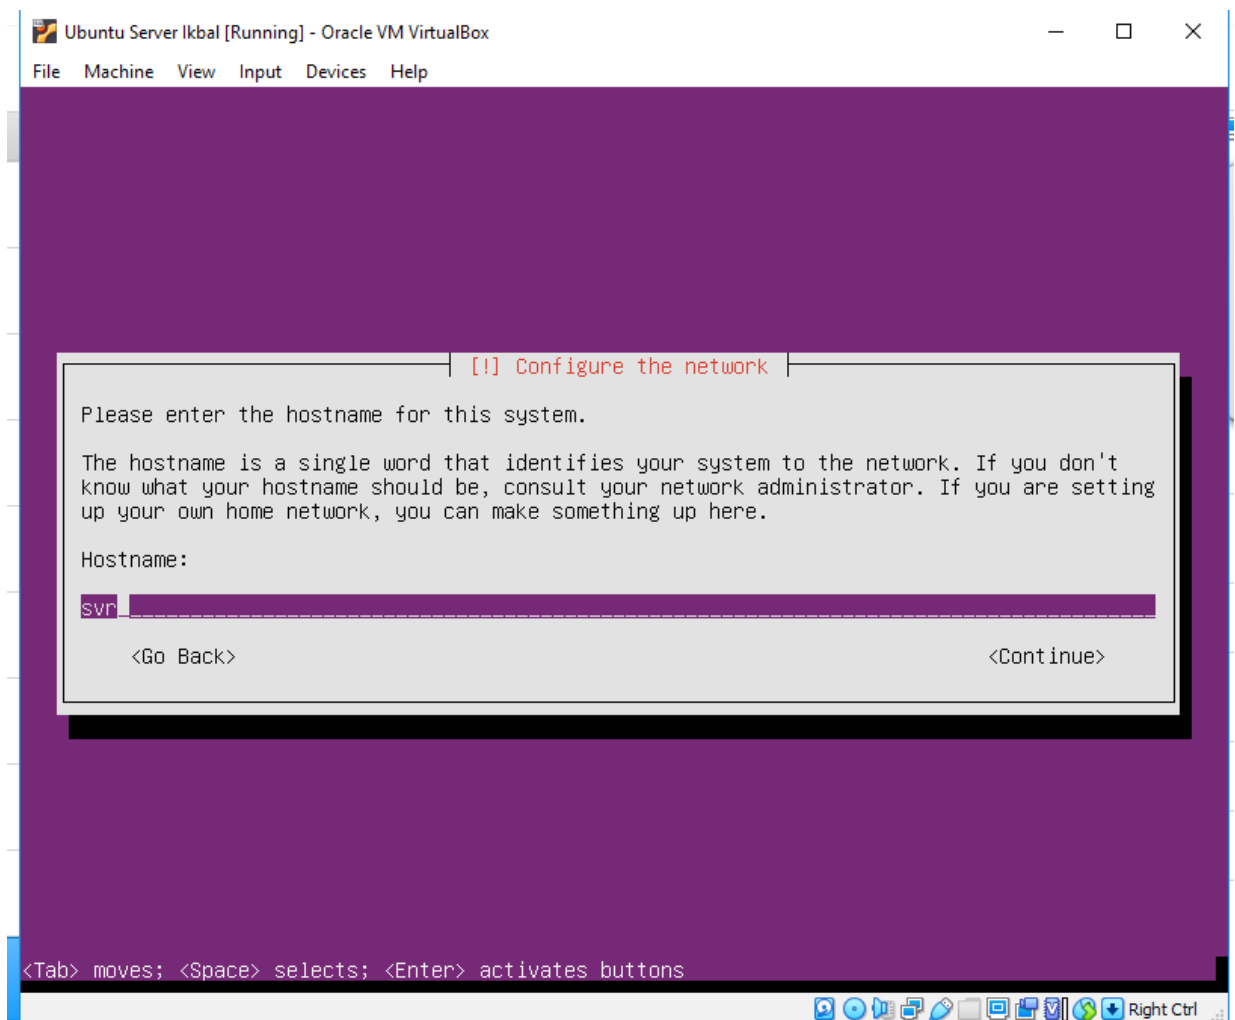 Ubuntu Server Ikbal [Running] - Oracle VM VirtualBox
File Machine View Input Devices Help
[!] Configure the network
Please enter the hostname for this system.
The hostname is a single word that identifies your system to the network. If you don't
know what your hostname should be, consult your network administrator. If you are setting
up your own home network, you can make something up here.
Hostname:
svr
<Go Back> <Continue>
<Tab> moves; <Space> selects; <Enter> activates buttons
Right Ctrl